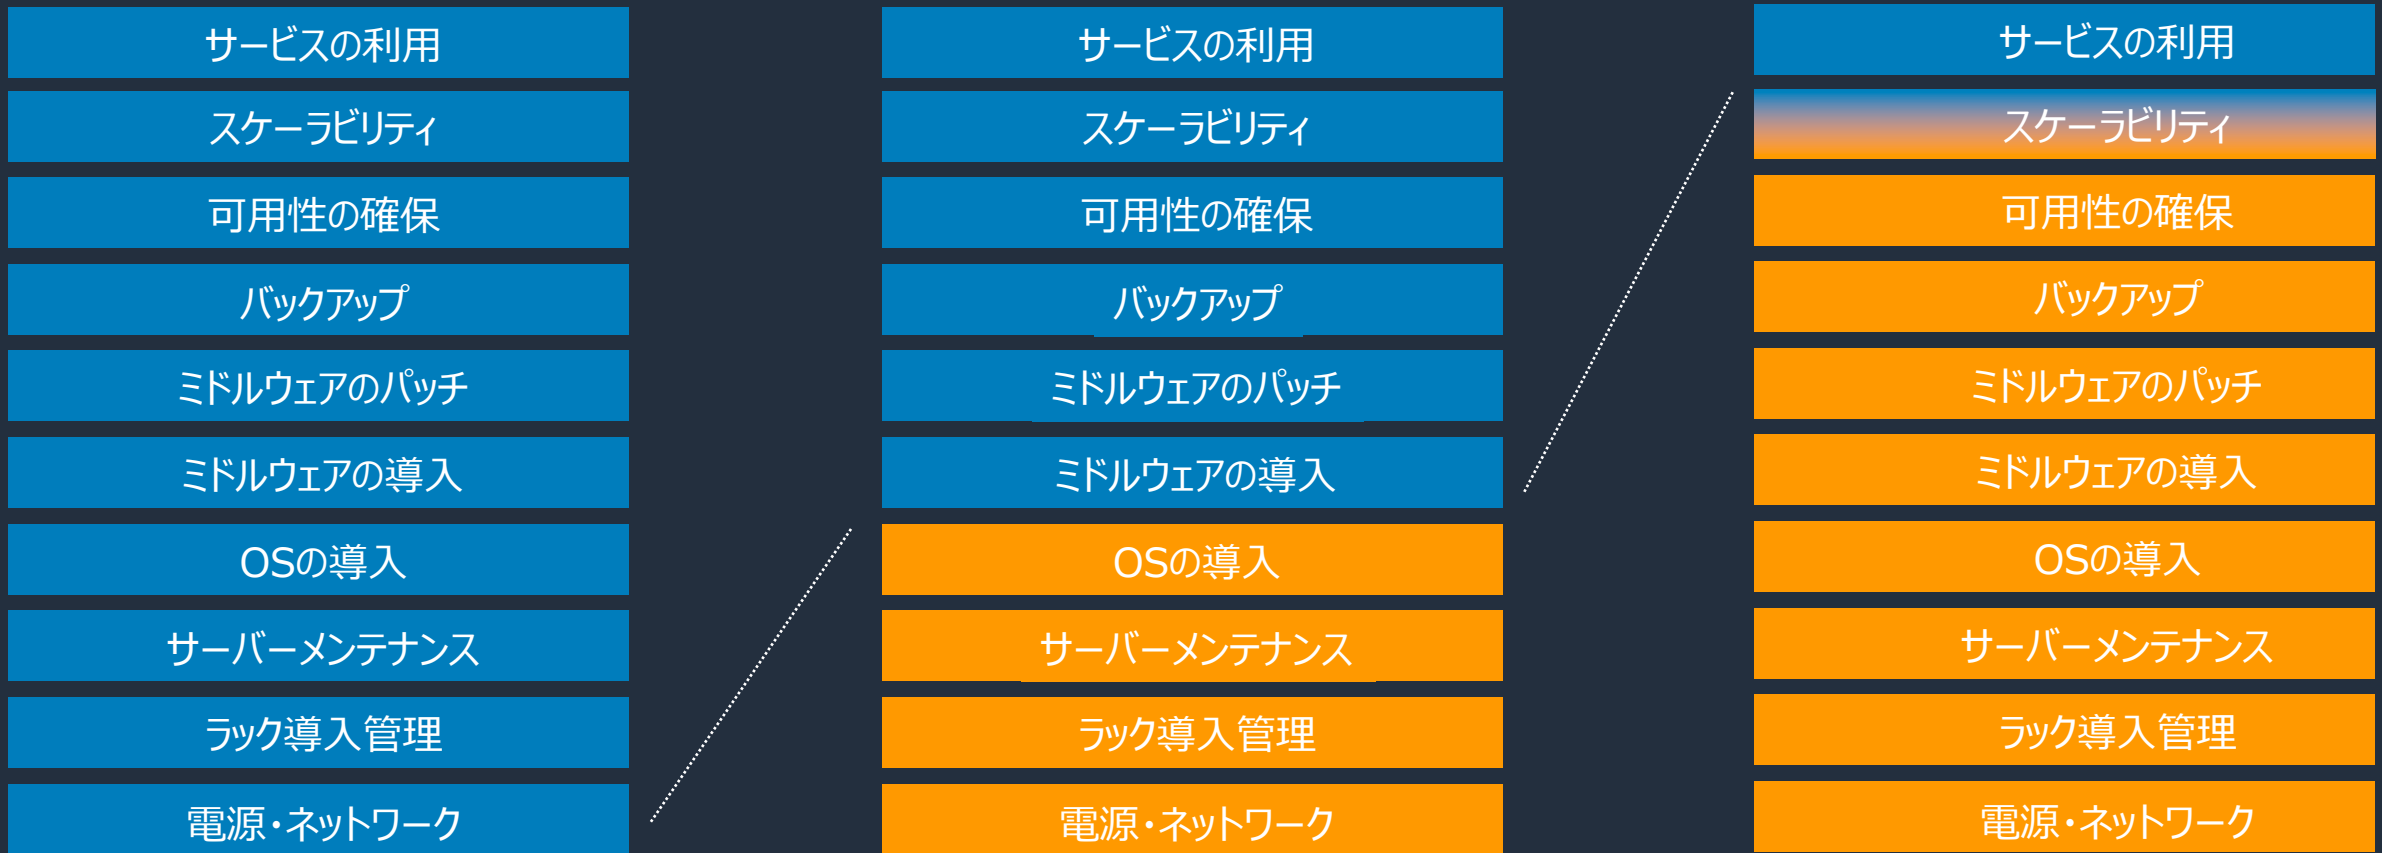 サービスの利用
スケーラビリティ
可用性の確保
バックアップ
ミドルウェアのパッチ
ミドルウェアの導入
OSの導入
サーバーメンテナンス
ラック導入管理
電源・ネットワーク
サービスの利用
スケーラビリティ
可用性の確保
バックアップ
ミドルウェアのパッチ
ミドルウェアの導入
OSの導入
サーバーメンテナンス
ラック導入管理
電源・ネットワーク
サービスの利用
スケーラビリティ
可用性の確保
バックアップ
ミドルウェアのパッチ
ミドルウェアの導入
OSの導入
サーバーメンテナンス
ラック導入管理
電源・ネットワーク